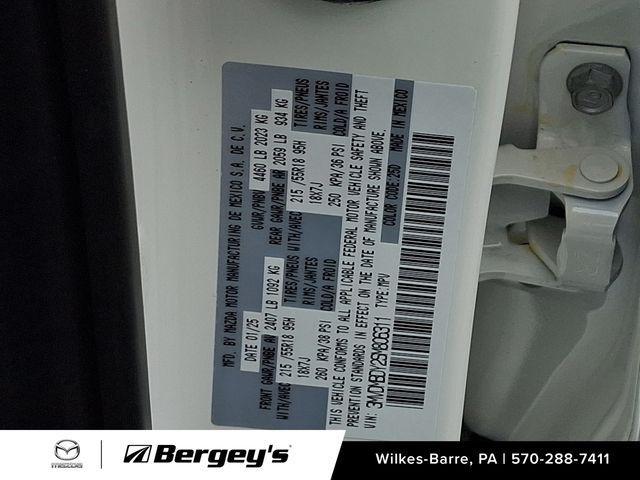 MFD. BY MAZDA MOTOR MANUFACTURING DE MEXICO S.A. DE C.V.
DATE 01/25 GVWR/PNBV 4460 LB 2023 KG
FRONT GAWR/PNBE AV 2407 LB 1092 KG REAR GAWR/PNBE AR 2059 LB 934 KG
WITH/AVEC 215 /55R18 95H TIRES/PNEUS WITH/AVEC 215 /55R18 95H TIRES/PNEUS
18X7J RIMS/JANTES 18X7J RIMS/JANTES
260 KPA/38 PSI COLD/A FROID 250 KPA/36 PSI COLD/A FROID
THIS VEHICLE CONFORMS TO ALL APPLICABLE FEDERAL MOTOR VEHICLE SAFETY AND THEFT
PREVENTION STANDARDS IN EFFECT ON THE DATE OF MANUFACTURE SHOWN ABOVE.
VIN: TYPE:MPV COLOR CODE:25D MADE IN MEXICO
mazda Bergey's Wilkes-Barre, PA | 570-288-7411